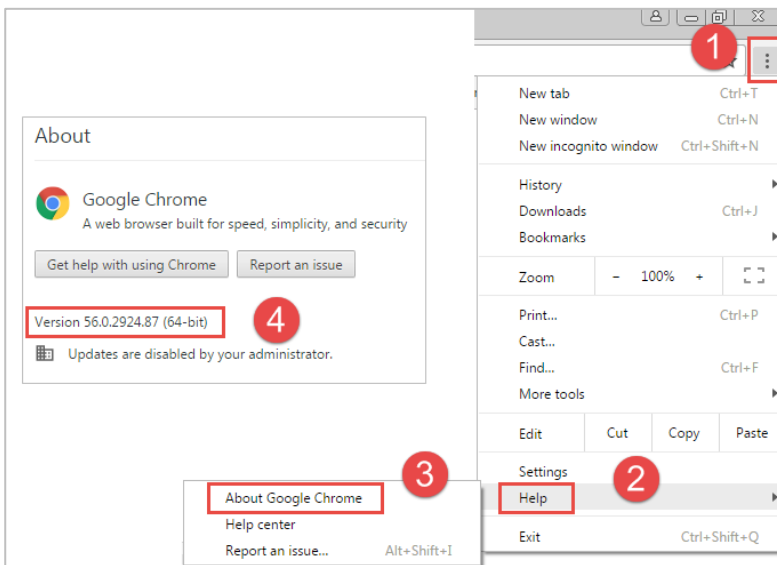 1
New tab Ctrl+T
New window Ctrl+N
New incognito window Ctrl+Shift+N
History
Downloads Ctrl+J
Bookmarks
Zoom - 100% +
Print... Ctrl+P
Cast...
Find... Ctrl+F
More tools
Edit Cut Copy Paste
Settings
2
Help
Exit Ctrl+Shift+Q
3
About Google Chrome
Help center
Report an issue... Alt+Shift+I
About
Google Chrome
A web browser built for speed, simplicity, and security
Get help with using Chrome Report an issue
Version 56.0.2924.87 (64-bit) 4
Updates are disabled by your administrator.